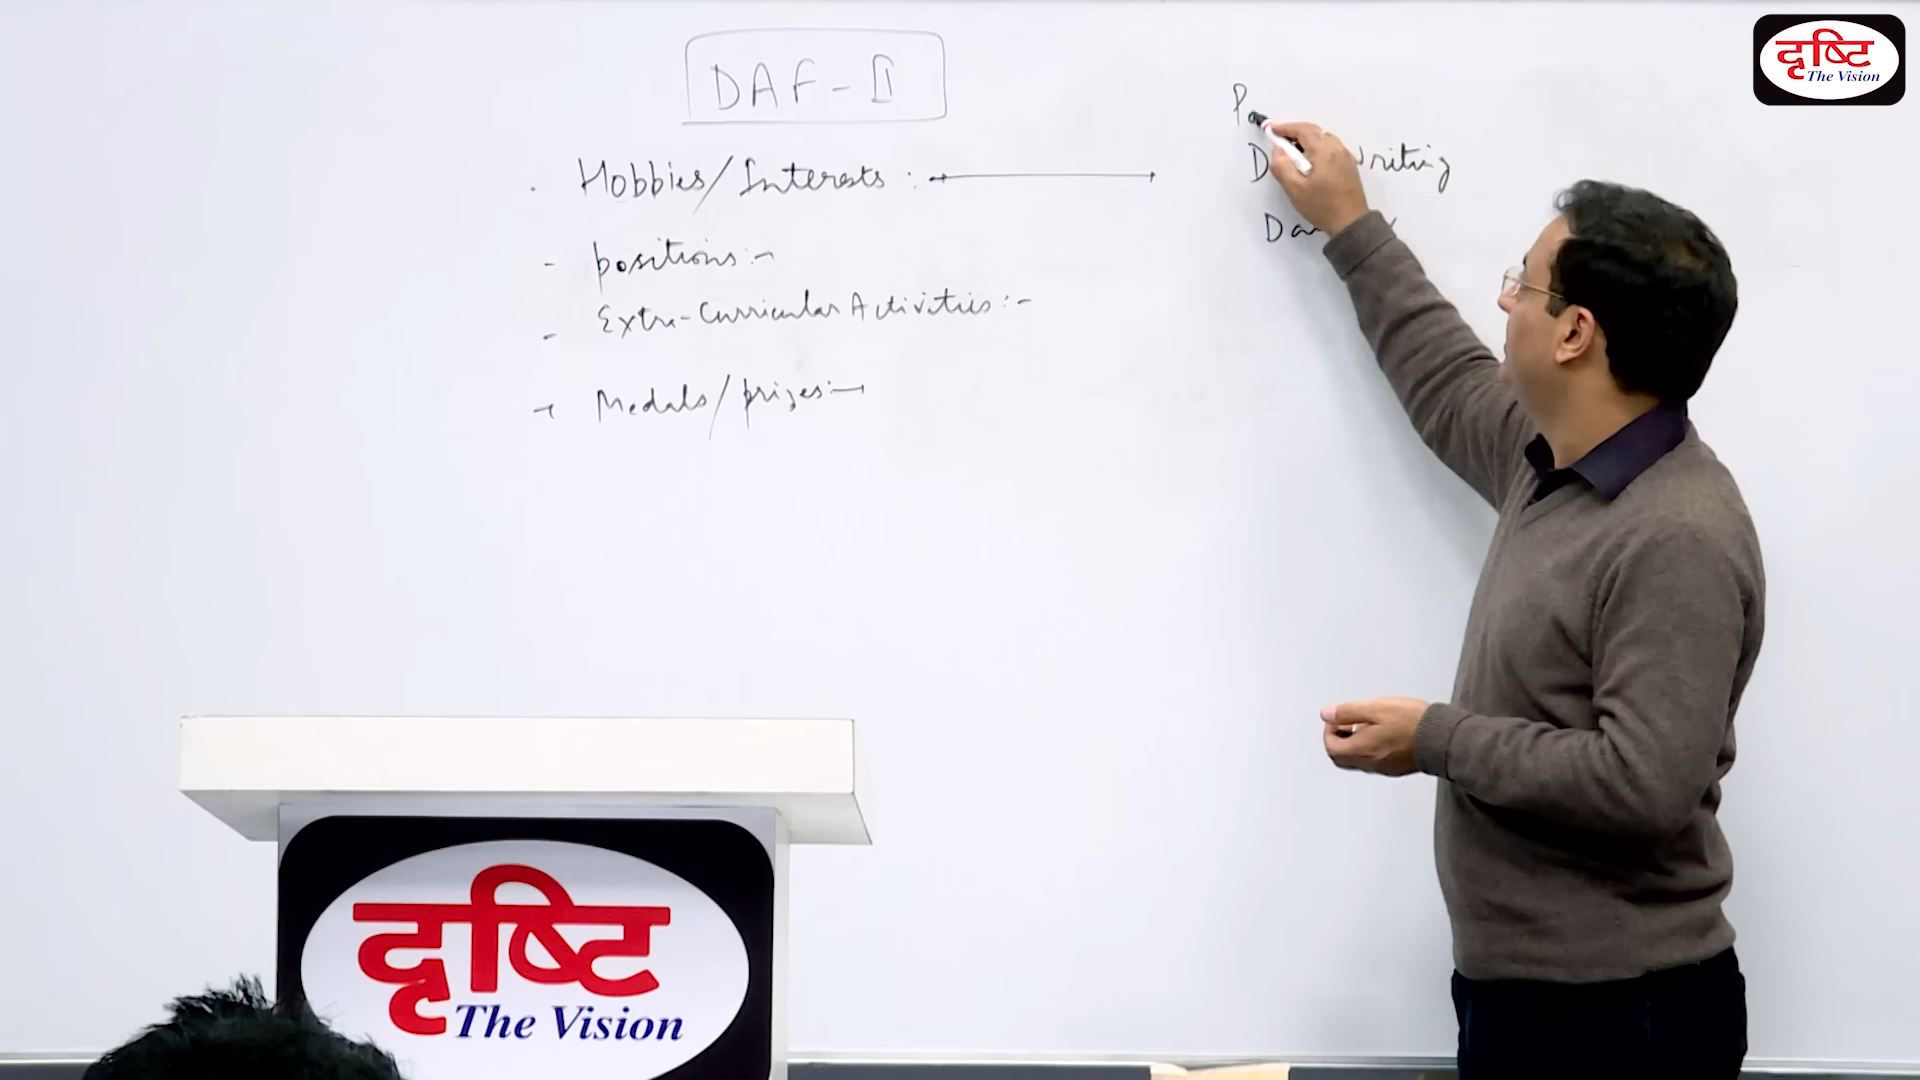 DAF-II
Hobbies/Interests :
positions:-
Extra-Curricular Activities:-
Medals/prizes:-
Writing
दृष्टि
The Vision
दृष्टि
The Vision